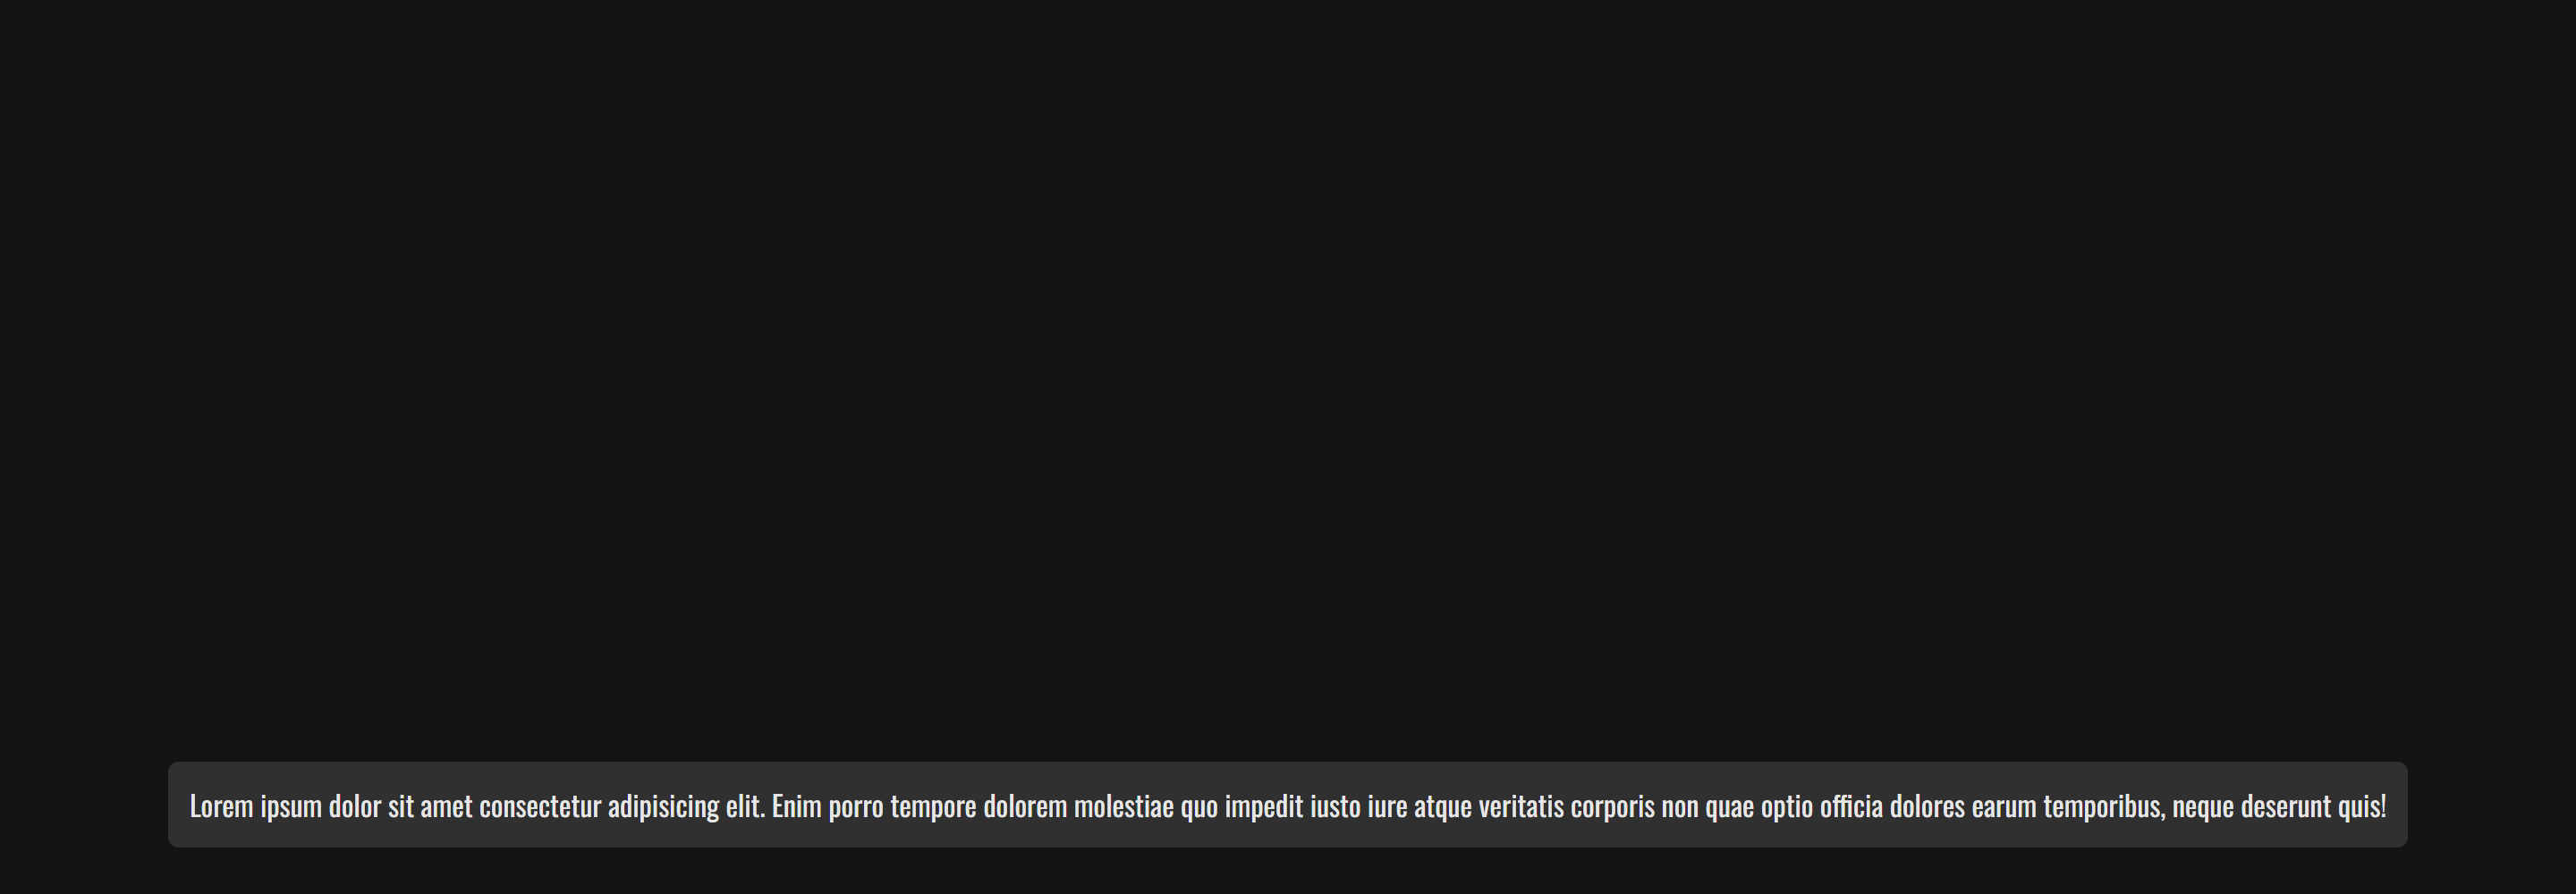 Lorem ipsum dolor sit amet consectetur adipisicing elit. Enim porro tempore dolorem molestiae quo impedit iusto iure atque veritatis corporis non quae optio officia dolores earum temporibus, neque deserunt quis!